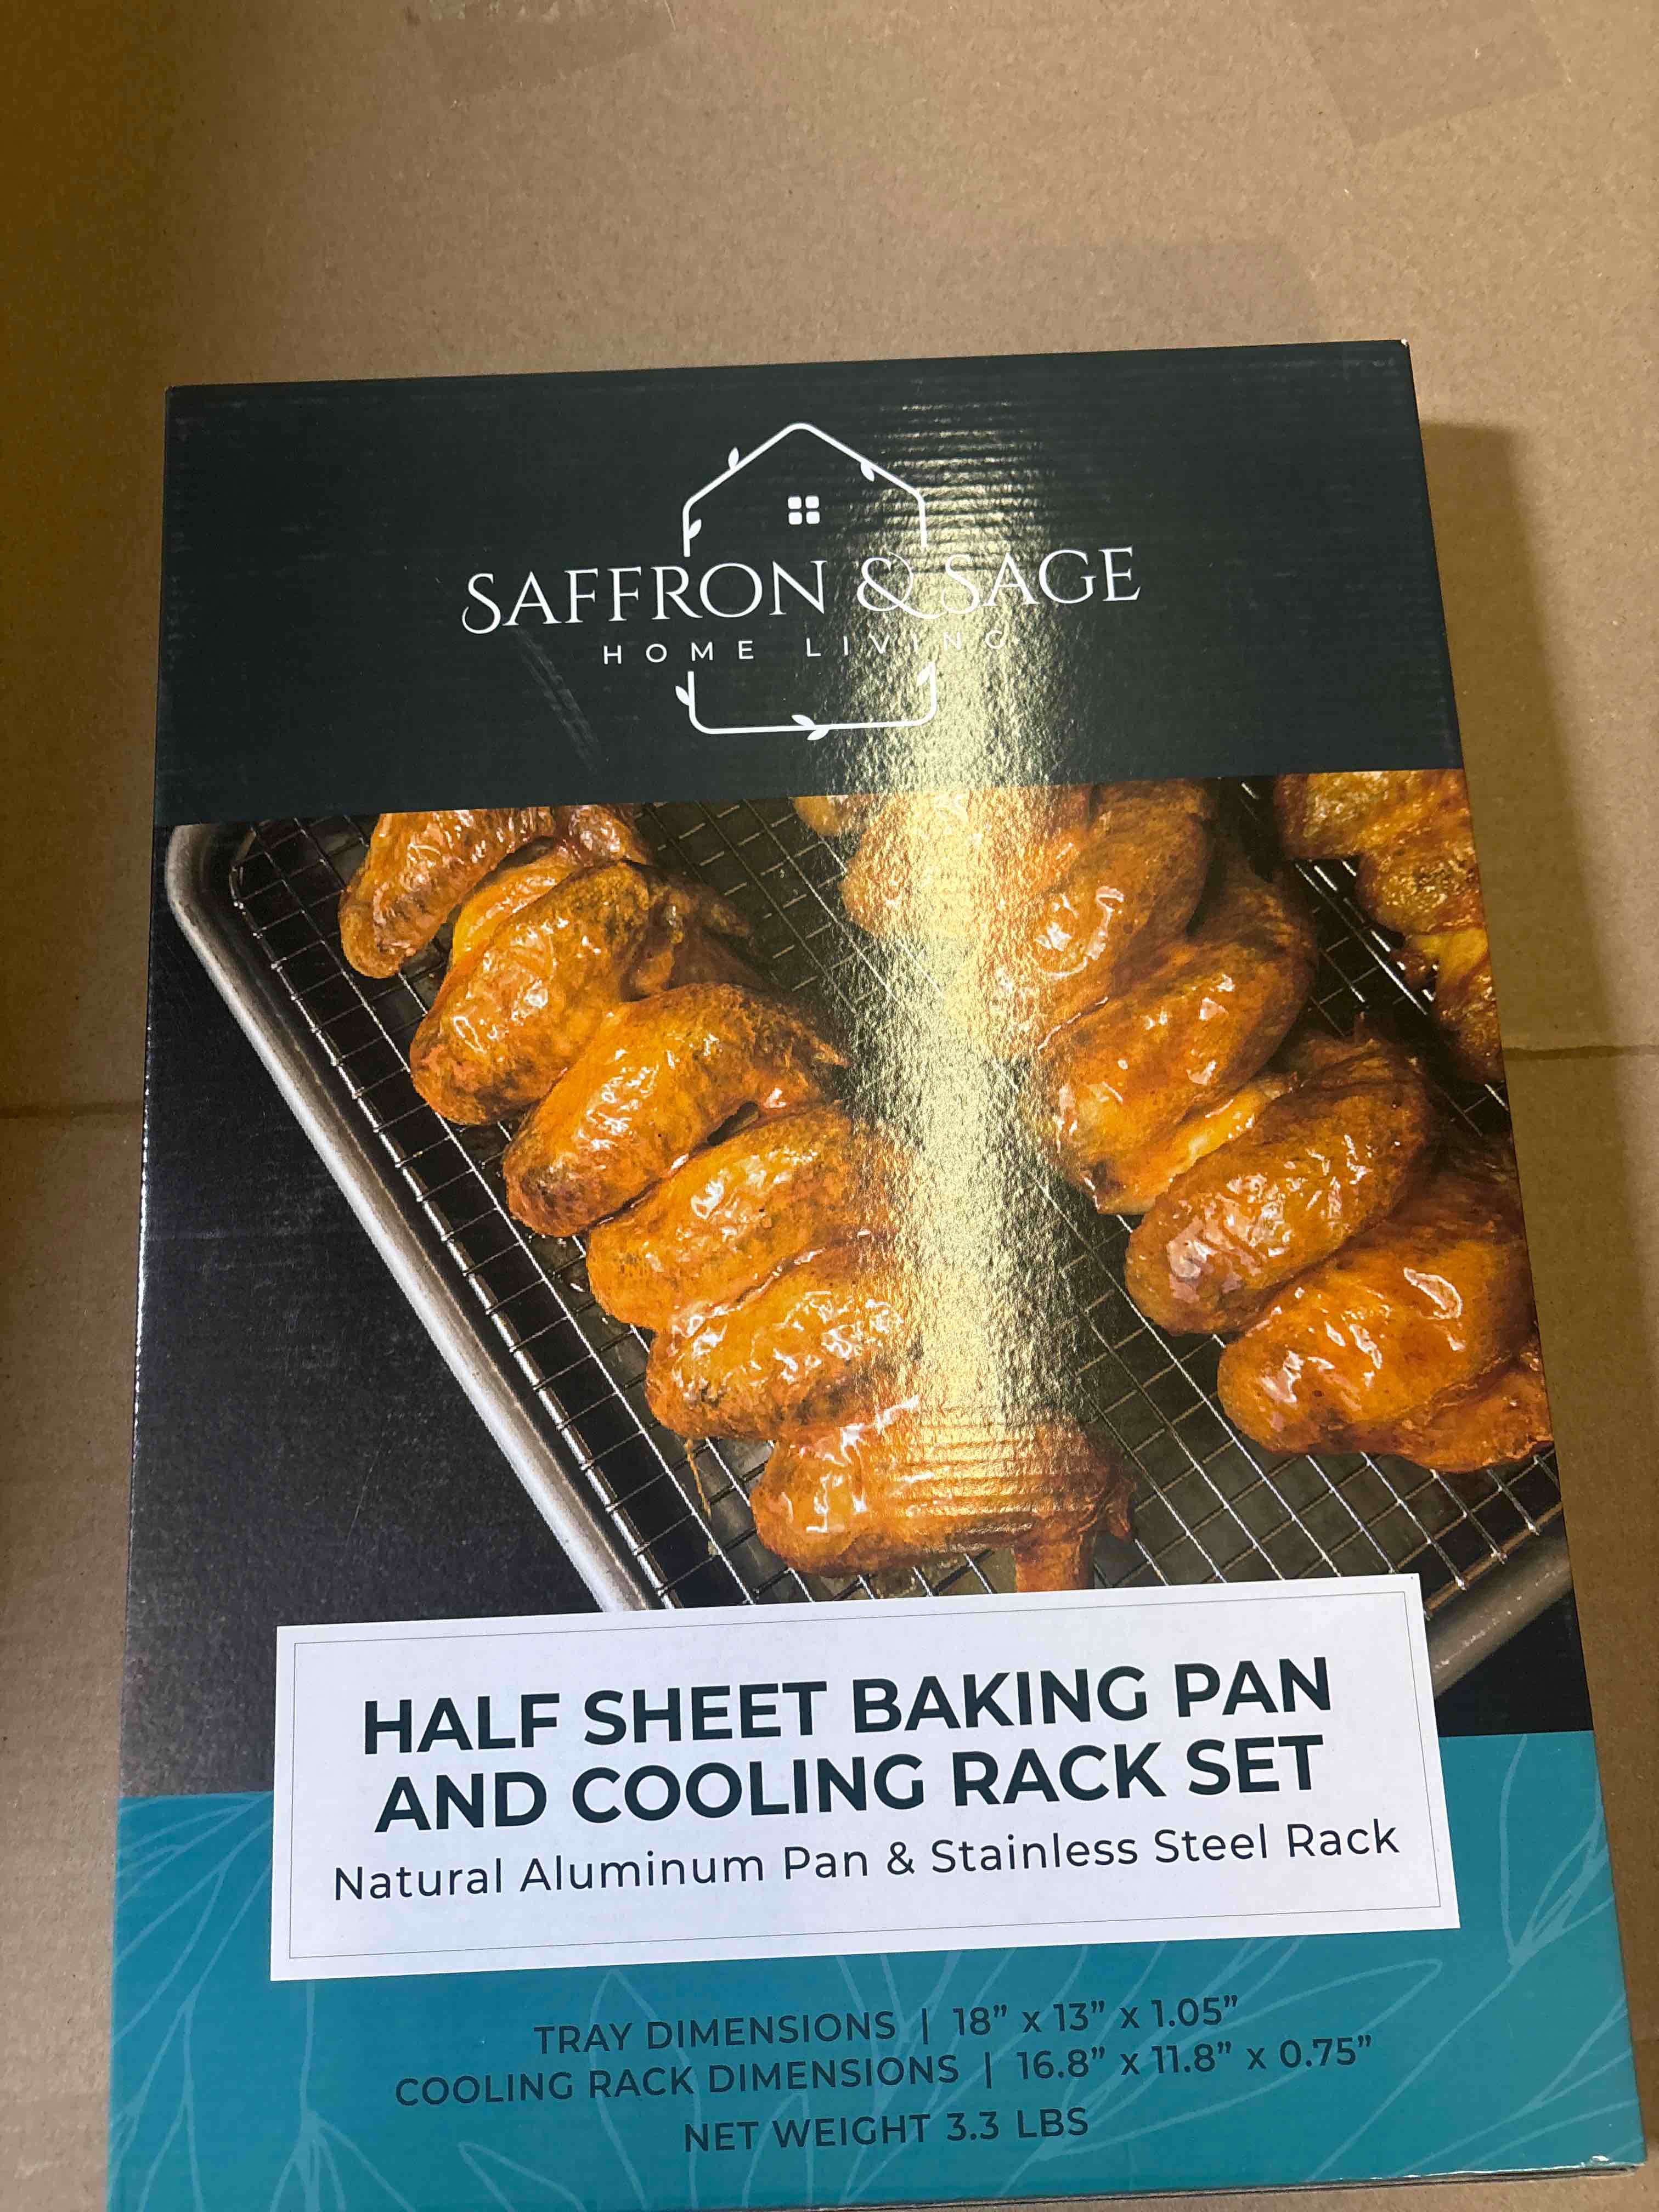 SAFFRON & SAGE
HOME LIVING
HALF SHEET BAKING PAN
AND COOLING RACK SET
Natural Aluminum Pan & Stainless Steel Rack
TRAY DIMENSIONS | 18” x 13” x 1.05”
COOLING RACK DIMENSIONS | 16.8” x 11.8” x 0.75”
NET WEIGHT 3.3 LBS